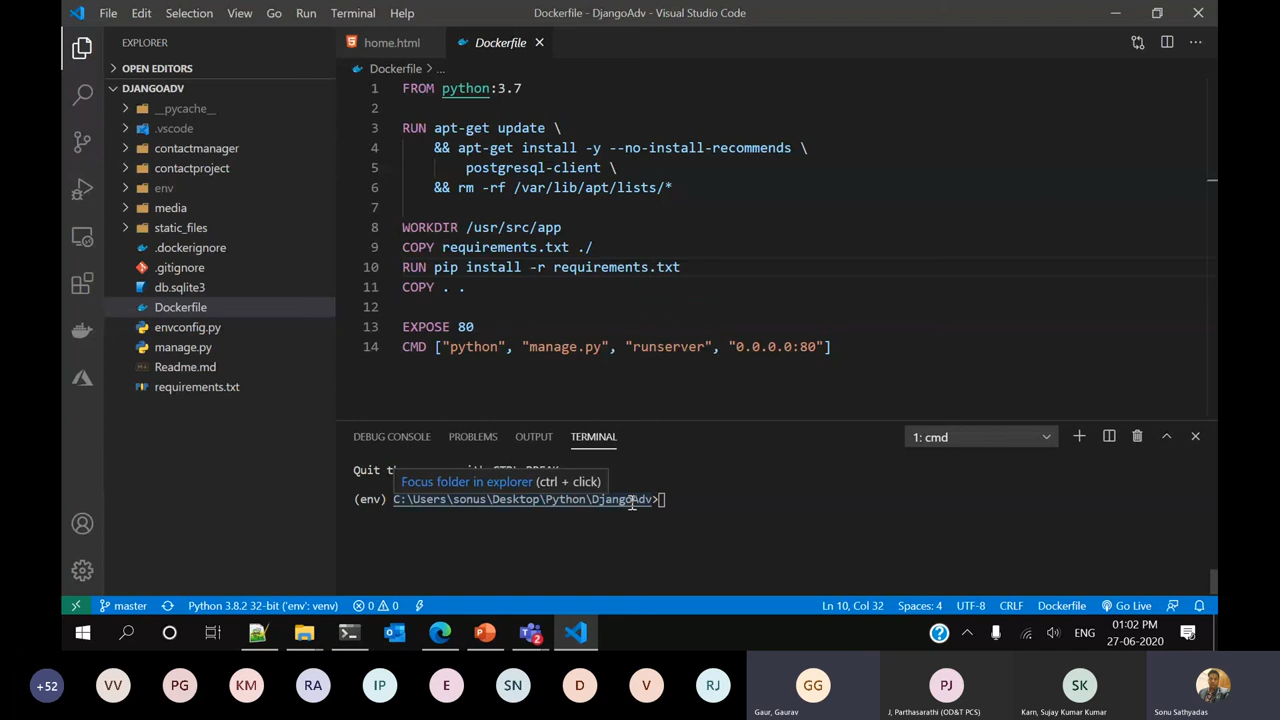 File Edit Selection View Go Run Terminal Help
Dockerfile - DjangoAdv - Visual Studio Code
EXPLORER
OPEN EDITORS
DJANGOADV
__pycache__
.vscode
contactmanager
contactproject
env
media
static_files
.dockerignore
.gitignore
db.sqlite3
Dockerfile
envconfig.py
manage.py
Readme.md
requirements.txt
home.html
Dockerfile
Dockerfile > ...
1 FROM python:3.7
2
3 RUN apt-get update \
4 && apt-get install -y --no-install-recommends \
5 postgresql-client \
6 && rm -rf /var/lib/apt/lists/*
7
8 WORKDIR /usr/src/app
9 COPY requirements.txt ./
10 RUN pip install -r requirements.txt
11 COPY . .
12
13 EXPOSE 80
14 CMD ["python", "manage.py", "runserver", "0.0.0.0:80"]
DEBUG CONSOLE PROBLEMS OUTPUT TERMINAL
1: cmd
Quit
Focus folder in explorer (ctrl + click)
(env) C:\Users\sonus\Desktop\Python\DjangoAdv>
master Python 3.8.2 32-bit ('env': venv) 0 0 Ln 10, Col 32 Spaces: 4 UTF-8 CRLF Dockerfile Go Live
2
ENG
01:02 PM
27-06-2020
+52 VV PG KM RA IP E SN D V RJ GG PJ SK
Gaur, Gaurav
J, Parthasarathi (OD&T PCS)
Karn, Sujay Kumar Kumar
Sonu Sathyadas